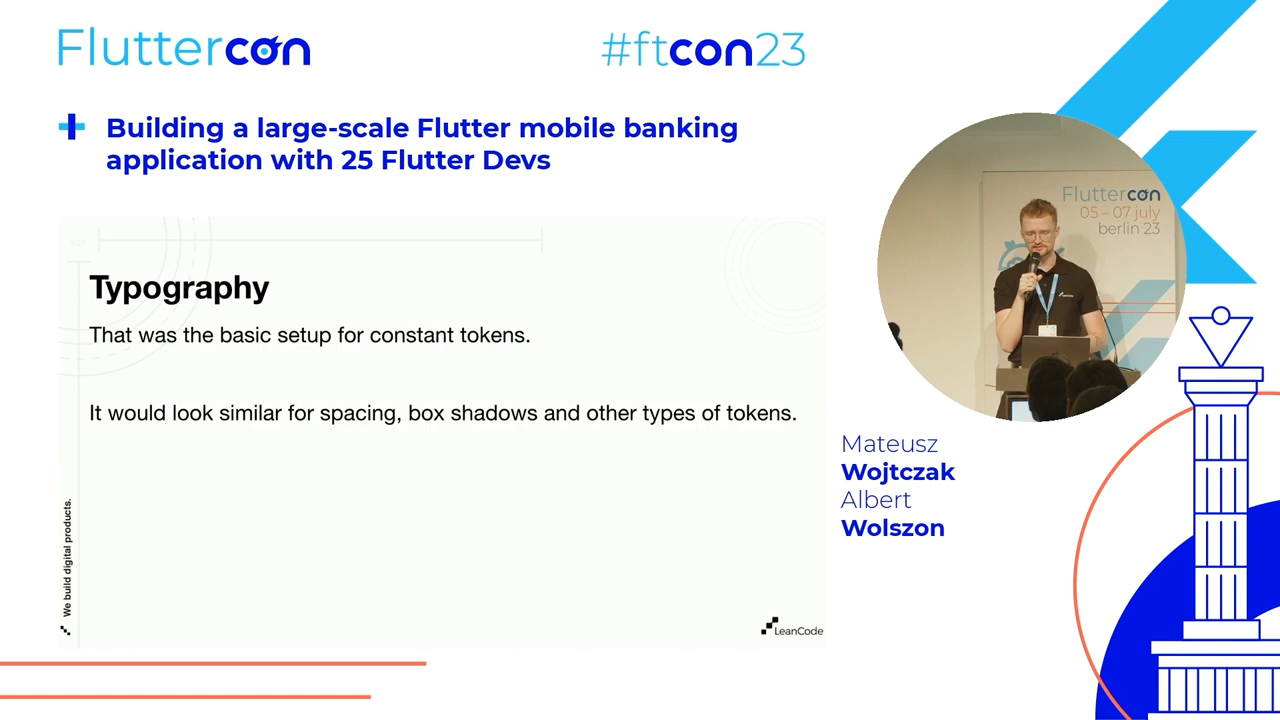 Fluttercon
#ftcon23
Building a large-scale Flutter mobile banking
application with 25 Flutter Devs
Typography
That was the basic setup for constant tokens.
It would look similar for spacing, box shadows and other types of tokens.
We build digital products.
LeanCode
Fluttercon
05 – 07 july
berlin 23
Mateusz
Wojtczak
Albert
Wolszon